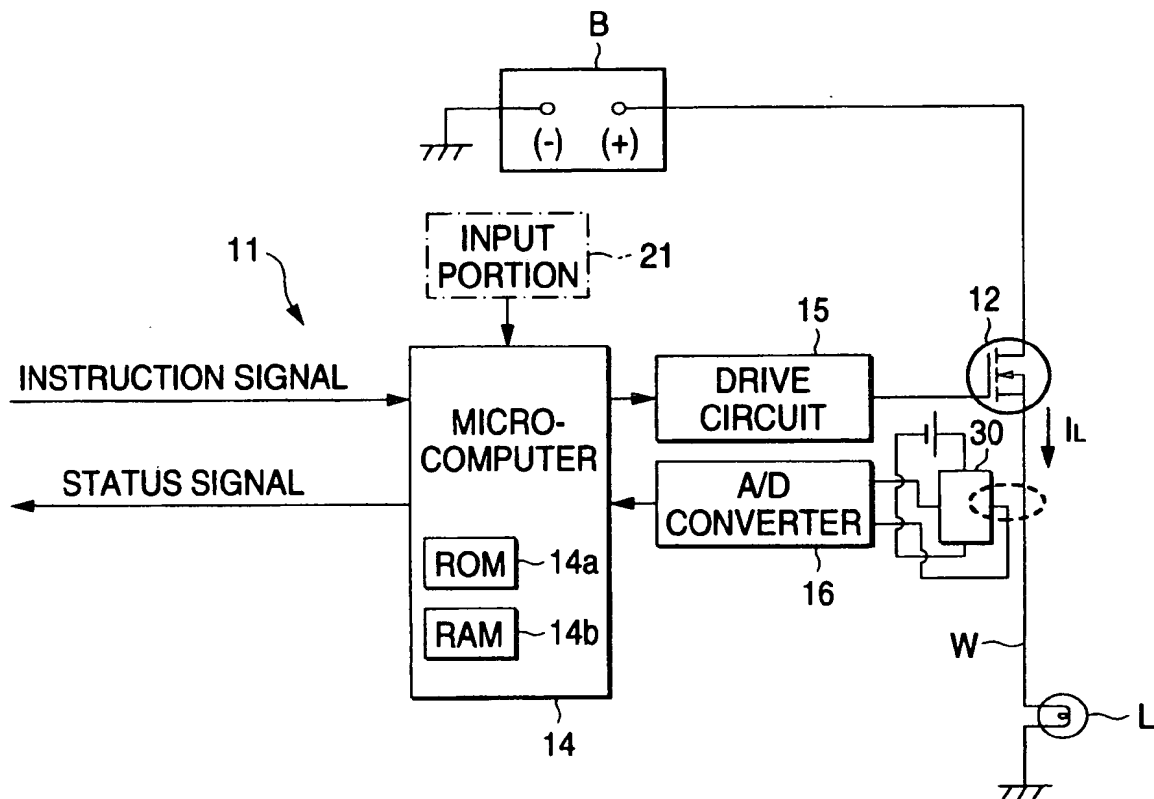 B
(-) (+)
INPUT
PORTION
21
11
15
12
INSTRUCTION SIGNAL
DRIVE
CIRCUIT
MICRO-
COMPUTER
30
IL
STATUS SIGNAL
A/D
CONVERTER
16
ROM
14a
RAM
14b
W
14
L